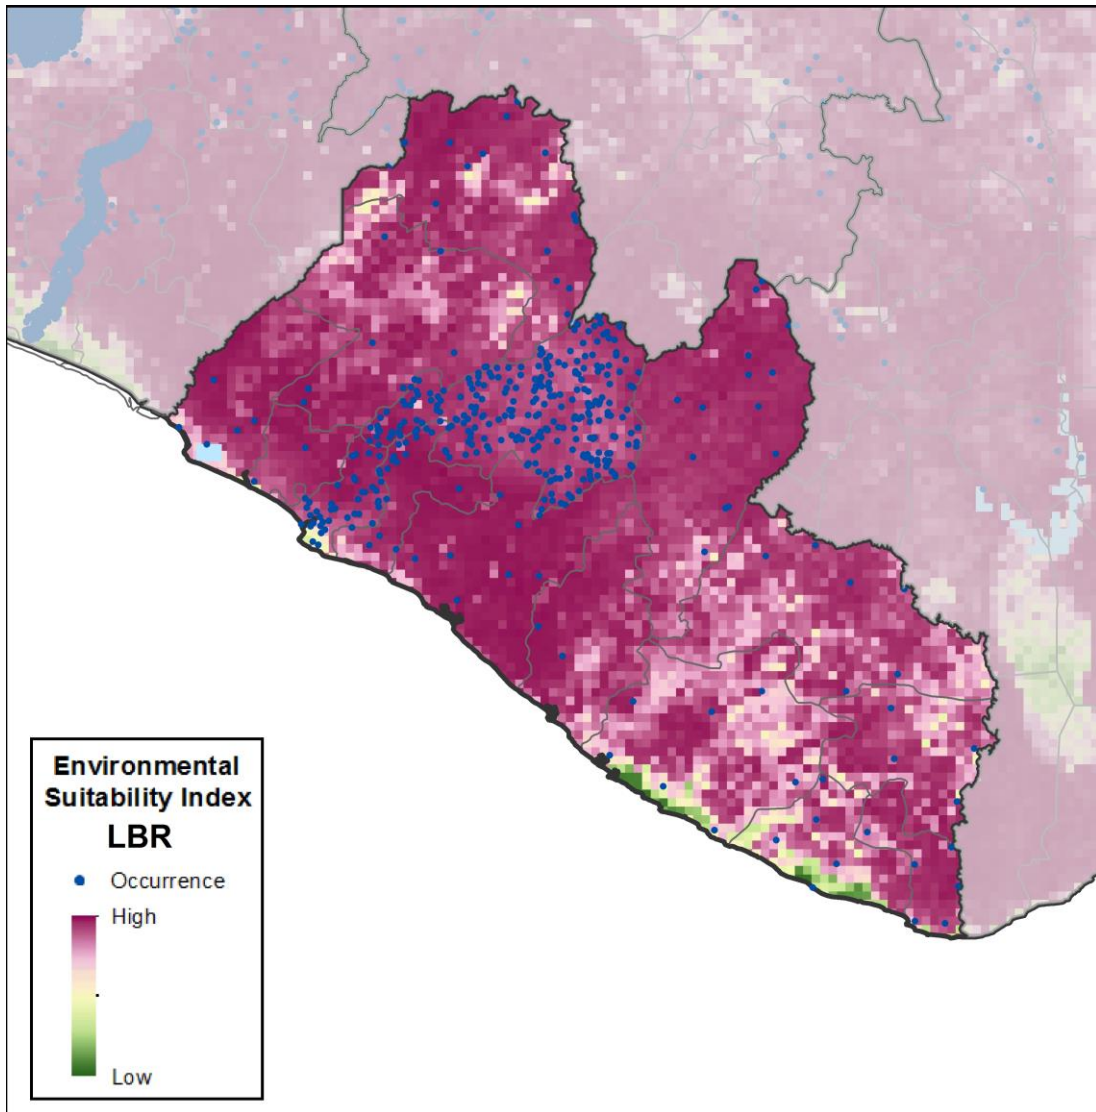 Environmental
Suitability Index
LBR
Occurrence
High
Low